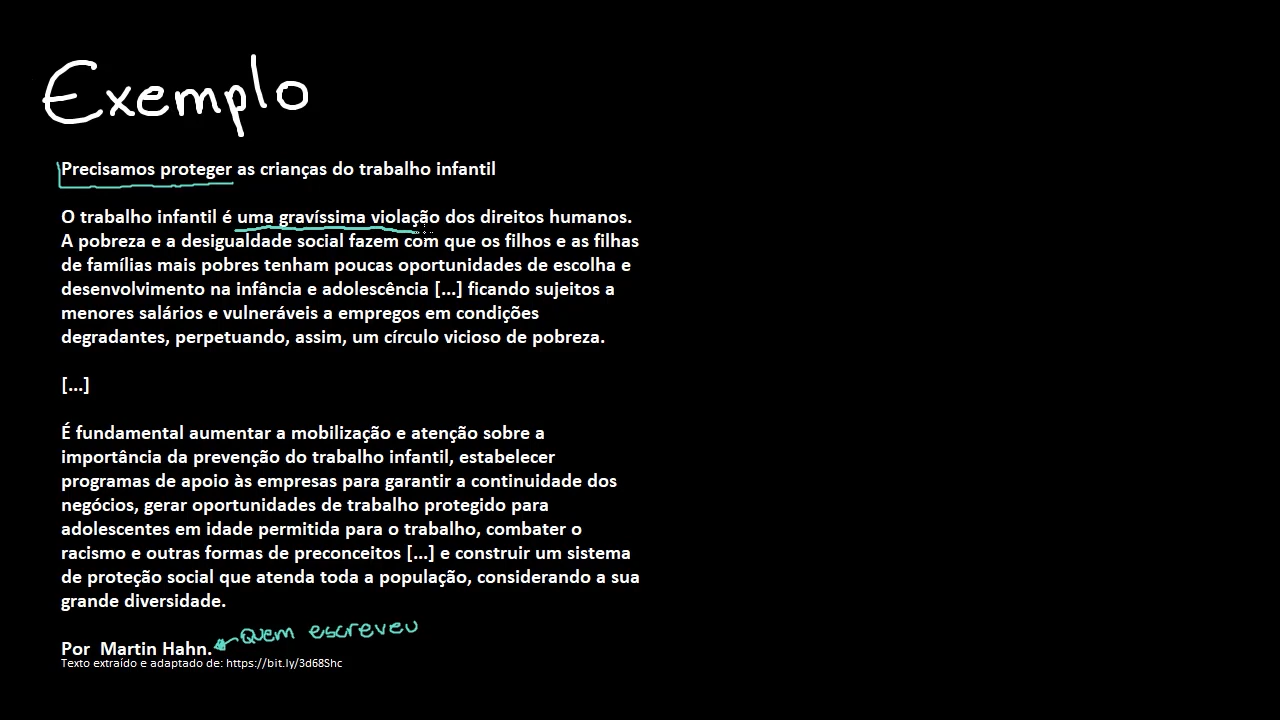 Exemplo
Precisamos proteger as crianças do trabalho infantil
O trabalho infantil é uma gravíssima violação dos direitos humanos.
A pobreza e a desigualdade social fazem com que os filhos e as filhas
de famílias mais pobres tenham poucas oportunidades de escolha e
desenvolvimento na infância e adolescência [...] ficando sujeitos a
menores salários e vulneráveis a empregos em condições
degradantes, perpetuando, assim, um círculo vicioso de pobreza.
[...]
É fundamental aumentar a mobilização e atenção sobre a
importância da prevenção do trabalho infantil, estabelecer
programas de apoio às empresas para garantir a continuidade dos
negócios, gerar oportunidades de trabalho protegido para
adolescentes em idade permitida para o trabalho, combater o
racismo e outras formas de preconceitos [...] e construir um sistema
de proteção social que atenda toda a população, considerando a sua
grande diversidade.
Quem escreveu
Por Martin Hahn.
Texto extraído e adaptado de: https://bit.ly/3d68Shc